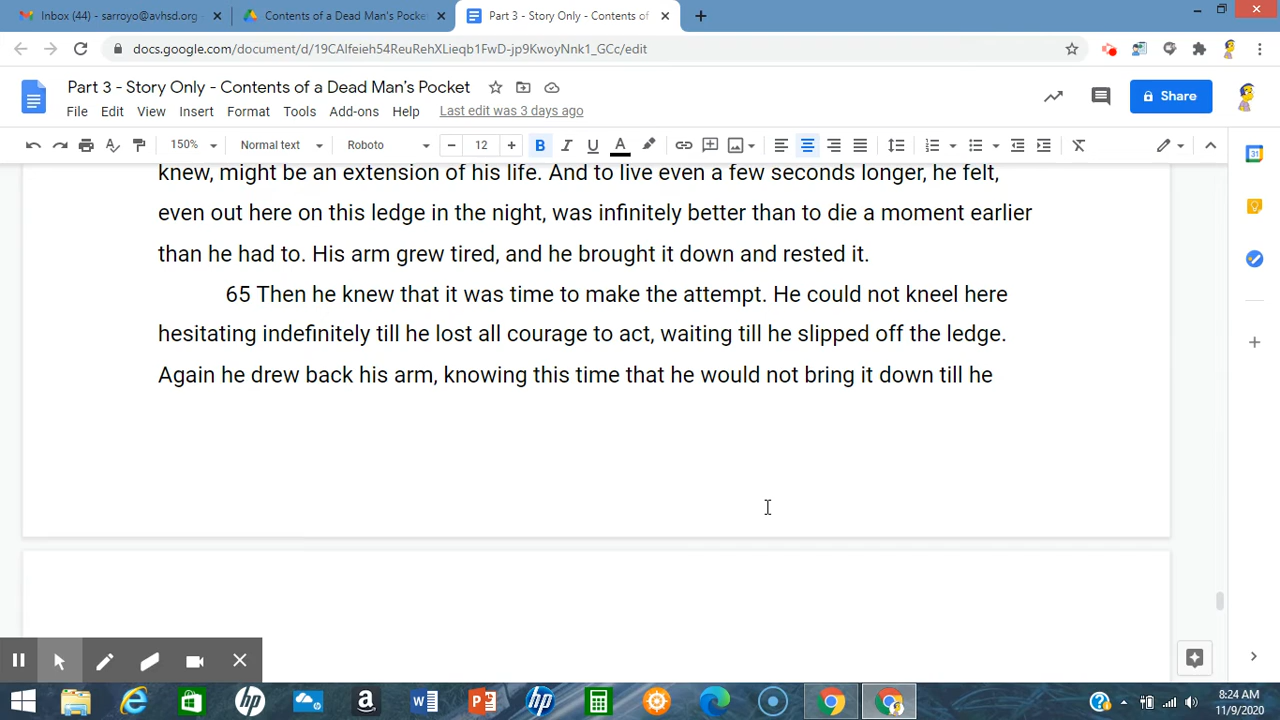 Inbox (44) - sarroyo@avhsd.org -
Contents of a Dead Man's Pocke
Part 3 - Story Only - Contents of
docs.google.com/document/d/19CAlfeieh54ReuRehXLieqb1FwD-jp9KwoyNnk1_GCc/edit
Part 3 - Story Only - Contents of a Dead Man's Pocket
File Edit View Insert Format Tools Add-ons Help Last edit was 3 days ago
Share
150% Normal text Roboto 12 B I U A
knew, might be an extension of his life. And to live even a few seconds longer, he felt,
even out here on this ledge in the night, was infinitely better than to die a moment earlier
than he had to. His arm grew tired, and he brought it down and rested it.
65 Then he knew that it was time to make the attempt. He could not kneel here
hesitating indefinitely till he lost all courage to act, waiting till he slipped off the ledge.
Again he drew back his arm, knowing this time that he would not bring it down till he
8:24 AM
11/9/2020